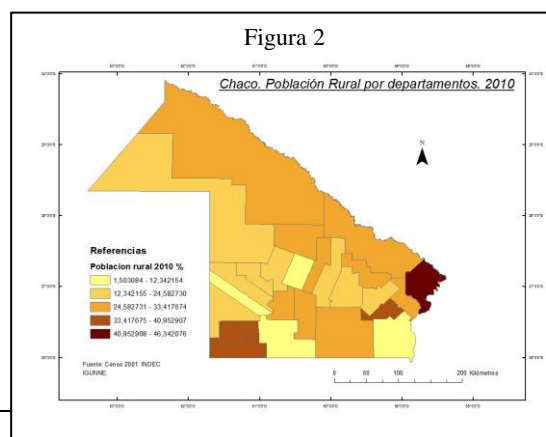 Figura 2
Chaco. Población Rural por departamentos. 2010
N
Referencias
Poblacion rural 2010 %
1,503084 - 12,342154
12,342155 - 24,582730
24,582731 - 33,417674
33,417675 - 40,952907
40,952908 - 46,342076
Fuente: Censo 2001. INDEC
IGUNNE
0 50 100 200 Kilómetros